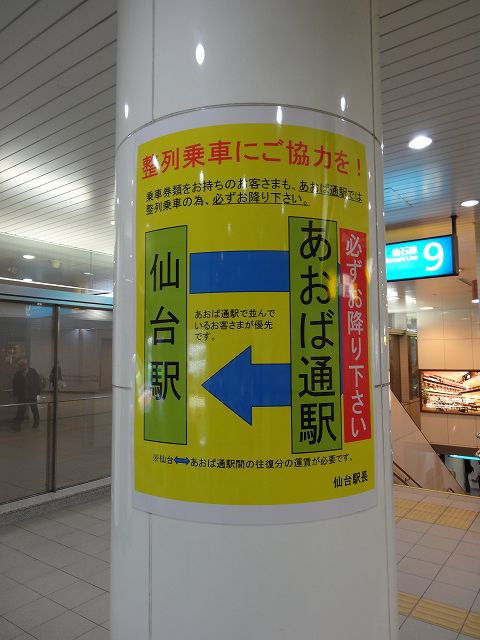 整列乗車にご協力を!
乗車券類をお持ちのお客さまも、あおば通駅では
整列乗車の為、必ずお降り下さい。
仙台駅
あおば通駅で並んで
いるお客さまが優先
です。
あおば通駅
必ずお降り下さい
※仙台⟺あおば通駅間の往復分の運賃が必要です。
仙台駅長
仙石線
9